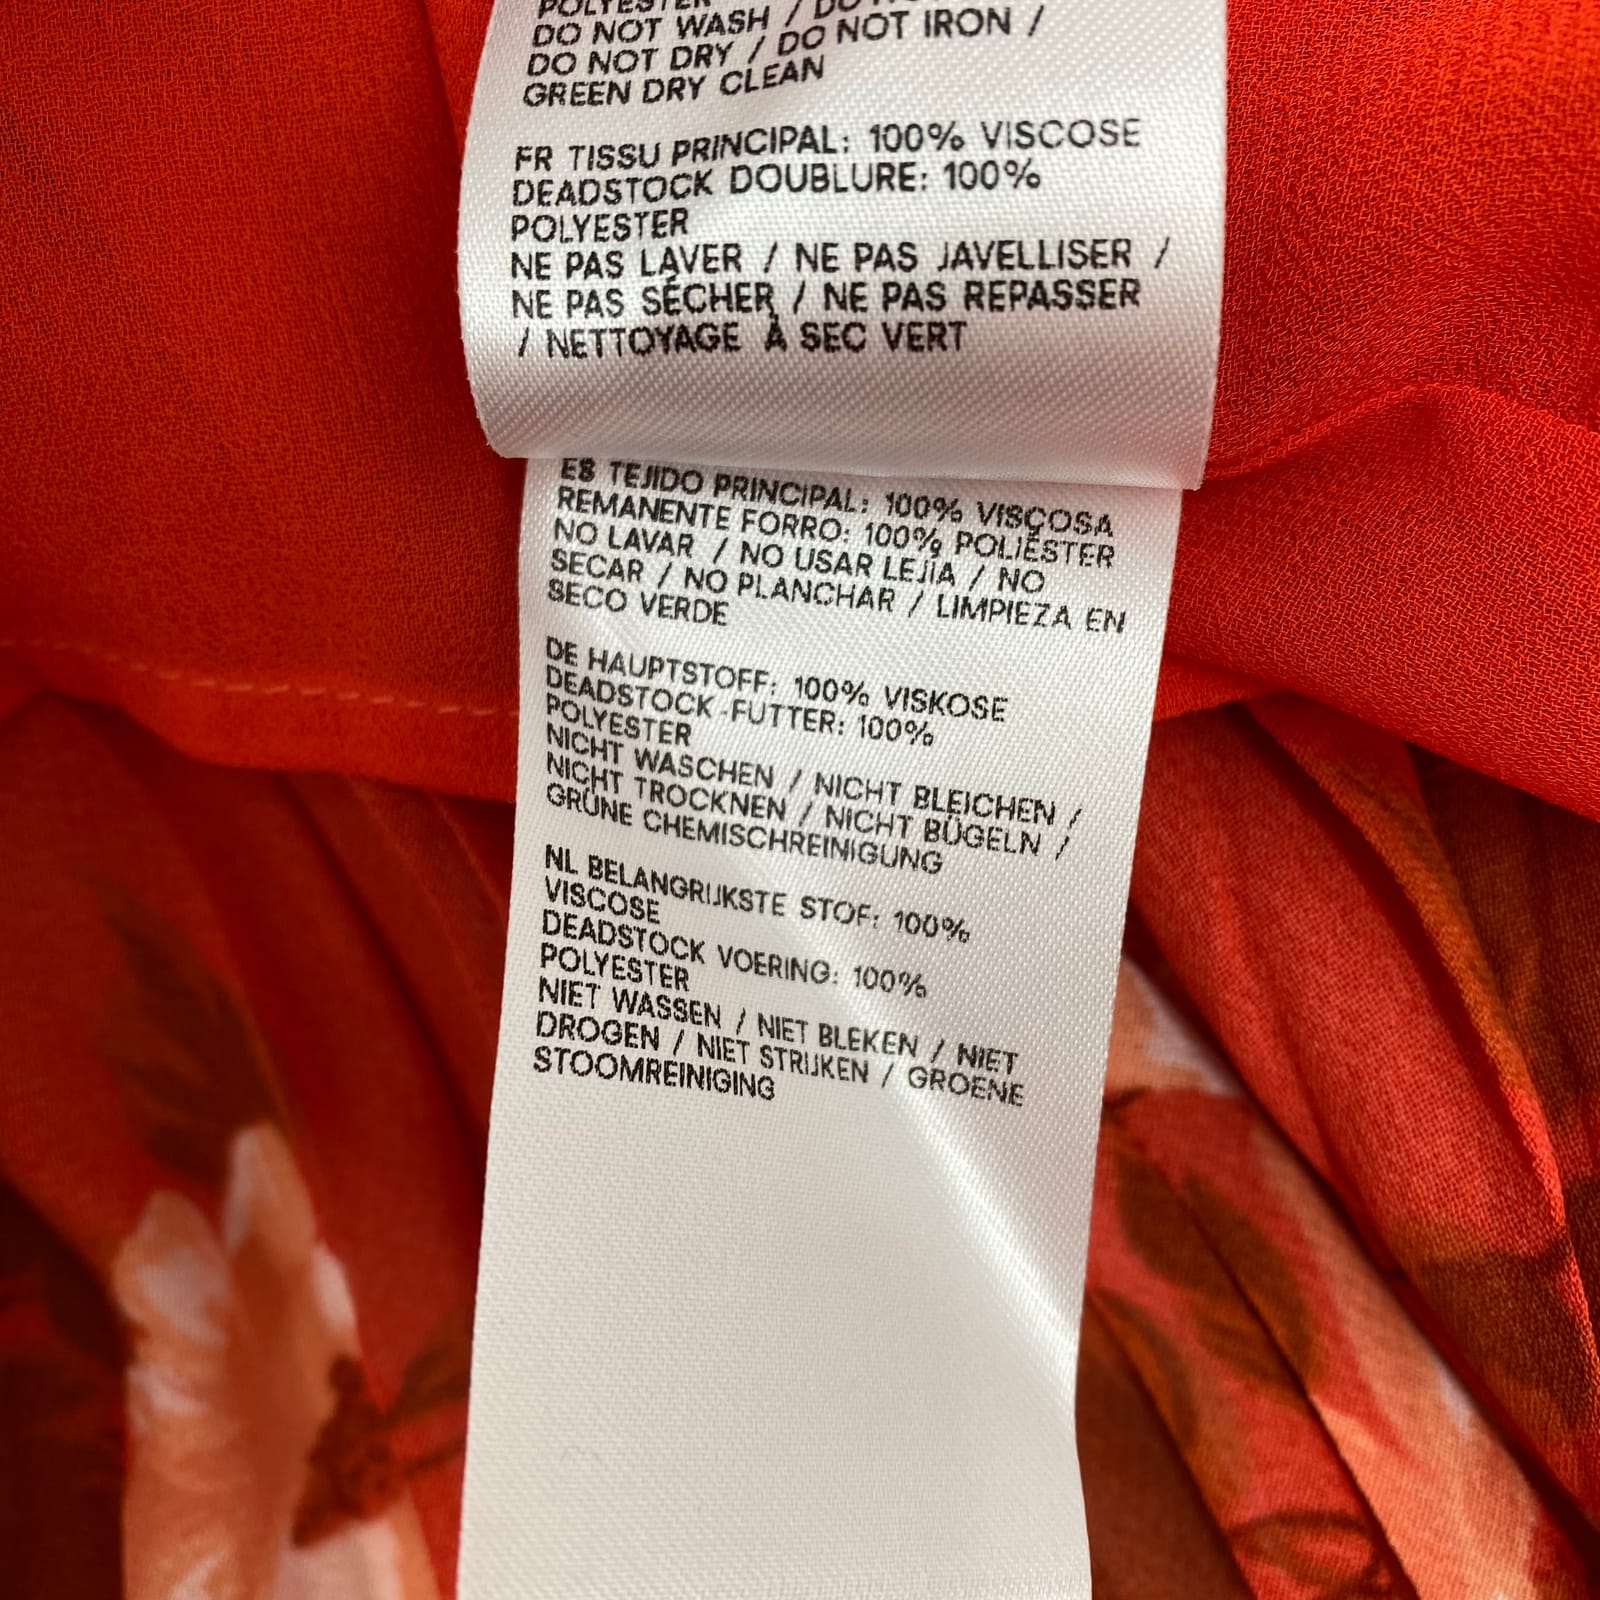 POLYESTER
DO NOT WASH /
DO NOT DRY / DO NOT IRON /
GREEN DRY CLEAN
FR TISSU PRINCIPAL: 100% VISCOSE
DEADSTOCK DOUBLURE: 100%
POLYESTER
NE PAS LAVER / NE PAS JAVELLISER /
NE PAS SÉCHER / NE PAS REPASSER
/ NETTOYAGE À SEC VERT
ES TEJIDO PRINCIPAL: 100% VISCOSA
REMANENTE FORRO: 100% POLIÉSTER
NO LAVAR / NO USAR LEJÍA / NO
SECAR / NO PLANCHAR / LIMPIEZA EN
SECO VERDE
DE HAUPTSTOFF: 100% VISKOSE
DEADSTOCK-FUTTER: 100%
POLYESTER
NICHT WASCHEN / NICHT BLEICHEN /
NICHT TROCKNEN / NICHT BÜGELN /
GRÜNE CHEMISCHREINIGUNG
NL BELANGRIJKSTE STOF: 100%
VISCOSE
DEADSTOCK VOERING: 100%
POLYESTER
NIET WASSEN / NIET BLEKEN / NIET
DROGEN / NIET STRIJKEN / GROENE
STOOMREINIGING